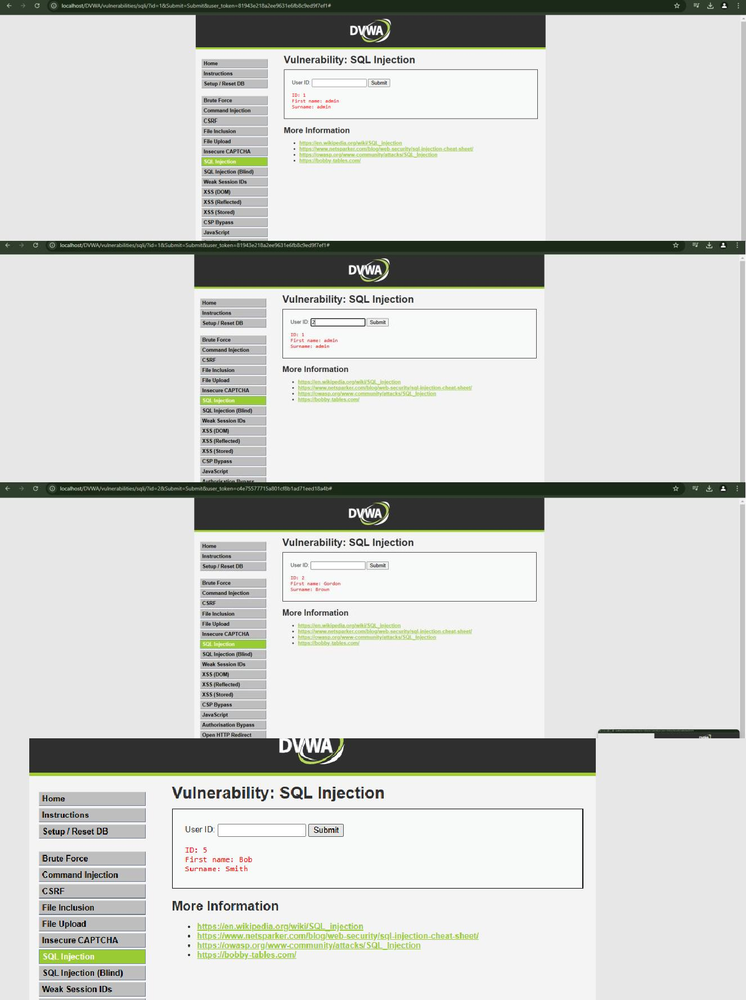 localhost/DVWA/vulnerabilities/sqli/?id=1&Submit=Submit&user_token=81943e218a2ee9631e6fb8c9ed9f7ef1#
DVWA
Vulnerability: SQL Injection
Home
Instructions
Setup / Reset DB
User ID: Submit
ID: 1
First name: admin
Surname: admin
Brute Force
Command Injection
CSRF
File Inclusion
File Upload
Insecure CAPTCHA
SQL Injection
SQL Injection (Blind)
Weak Session IDs
XSS (DOM)
XSS (Reflected)
XSS (Stored)
CSP Bypass
JavaScript
More Information
https://en.wikipedia.org/wiki/SQL_injection
https://www.netsparker.com/blog/web-security/sql-injection-cheat-sheet/
https://owasp.org/www-community/attacks/SQL_Injection
https://bobby-tables.com/
localhost/DVWA/vulnerabilities/sqli/?id=1&Submit=Submit&user_token=81943e218a2ee9631e6fb8c9ed9f7ef1#
DVWA
Vulnerability: SQL Injection
Home
Instructions
Setup / Reset DB
User ID: 2 Submit
ID: 1
First name: admin
Surname: admin
Brute Force
Command Injection
CSRF
File Inclusion
File Upload
Insecure CAPTCHA
SQL Injection
SQL Injection (Blind)
Weak Session IDs
XSS (DOM)
XSS (Reflected)
XSS (Stored)
CSP Bypass
JavaScript
Authorisation Bypass
More Information
https://en.wikipedia.org/wiki/SQL_injection
https://www.netsparker.com/blog/web-security/sql-injection-cheat-sheet/
https://owasp.org/www-community/attacks/SQL_Injection
https://bobby-tables.com/
localhost/DVWA/vulnerabilities/sqli/?id=2&Submit=Submit&user_token=c4e75577715a801cf8b1ad71eed18a4b#
DVWA
Vulnerability: SQL Injection
Home
Instructions
Setup / Reset DB
User ID: Submit
ID: 2
First name: Gordon
Surname: Brown
Brute Force
Command Injection
CSRF
File Inclusion
File Upload
Insecure CAPTCHA
SQL Injection
SQL Injection (Blind)
Weak Session IDs
XSS (DOM)
XSS (Reflected)
XSS (Stored)
CSP Bypass
JavaScript
Authorisation Bypass
Open HTTP Redirect
More Information
https://en.wikipedia.org/wiki/SQL_injection
https://www.netsparker.com/blog/web-security/sql-injection-cheat-sheet/
https://owasp.org/www-community/attacks/SQL_Injection
https://bobby-tables.com/
DVWA
Vulnerability: SQL Injection
Home
Instructions
Setup / Reset DB
User ID: Submit
ID: 5
First name: Bob
Surname: Smith
Brute Force
Command Injection
CSRF
File Inclusion
File Upload
Insecure CAPTCHA
SQL Injection
SQL Injection (Blind)
Weak Session IDs
More Information
https://en.wikipedia.org/wiki/SQL_injection
https://www.netsparker.com/blog/web-security/sql-injection-cheat-sheet/
https://owasp.org/www-community/attacks/SQL_Injection
https://bobby-tables.com/